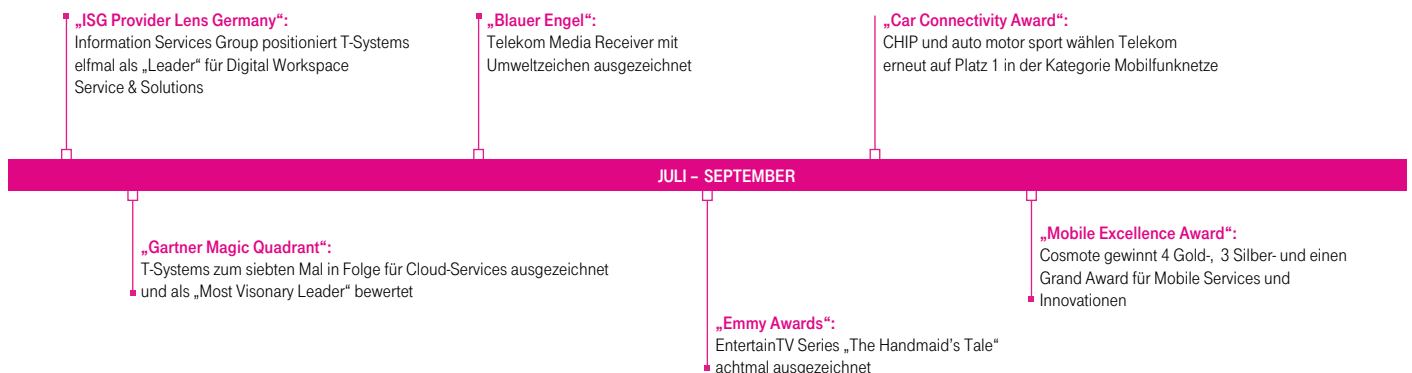 „ISG Provider Lens Germany“:
Information Services Group positioniert T-Systems
elfmal als „Leader“ für Digital Workspace
Service & Solutions
„Blauer Engel“:
Telekom Media Receiver mit
Umweltzeichen ausgezeichnet
„Car Connectivity Award“:
CHIP und auto motor sport wählen Telekom
erneut auf Platz 1 in der Kategorie Mobilfunknetze
JULI – SEPTEMBER
„Gartner Magic Quadrant“:
T-Systems zum siebten Mal in Folge für Cloud-Services ausgezeichnet
und als „Most Visonary Leader“ bewertet
„Emmy Awards“:
EntertainTV Series „The Handmaid's Tale“
achtmal ausgezeichnet
„Mobile Excellence Award“:
Cosmote gewinnt 4 Gold-, 3 Silber- und einen
Grand Award für Mobile Services und
Innovationen